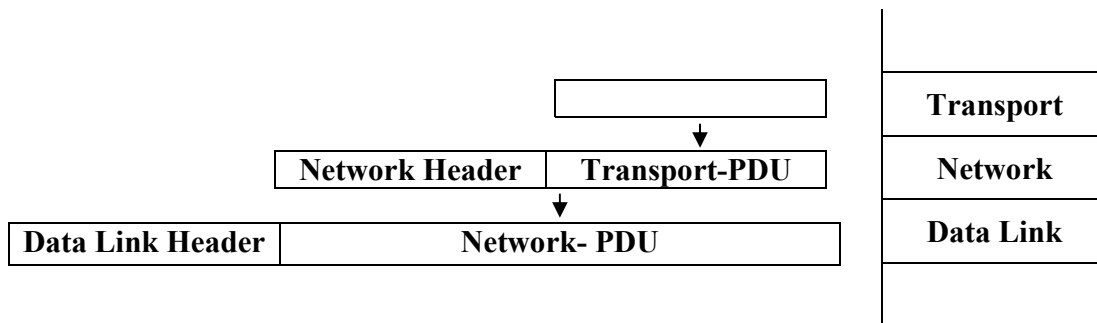 Transport
Network Header Transport-PDU
Network
Data Link Header Network- PDU
Data Link